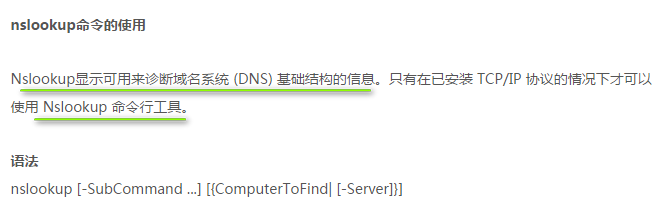 nslookup命令的使用
Nslookup显示可用来诊断域名系统 (DNS) 基础结构的信息。只有在已安装 TCP/IP 协议的情况下才可以
使用 Nslookup 命令行工具。
语法
nslookup [-SubCommand ...] [{ComputerToFind| [-Server]}]